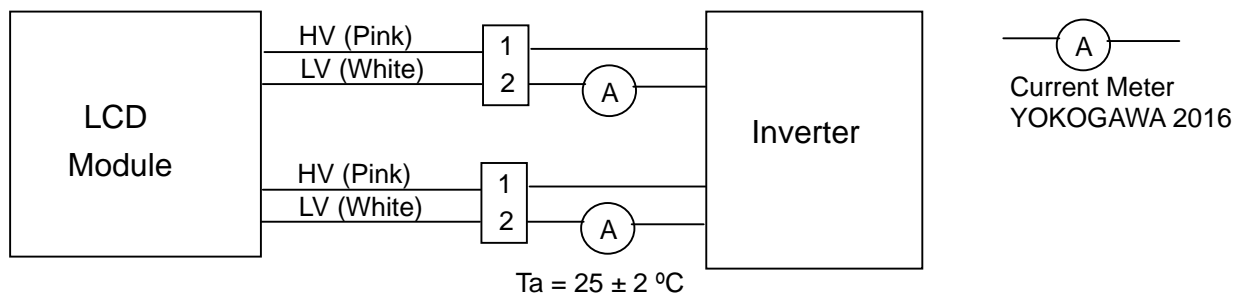 LCD
Module
HV (Pink)
LV (White)
1
2
A
HV (Pink)
LV (White)
1
2
A
Ta = 25 ± 2 ºC
Inverter
A
Current Meter
YOKOGAWA 2016